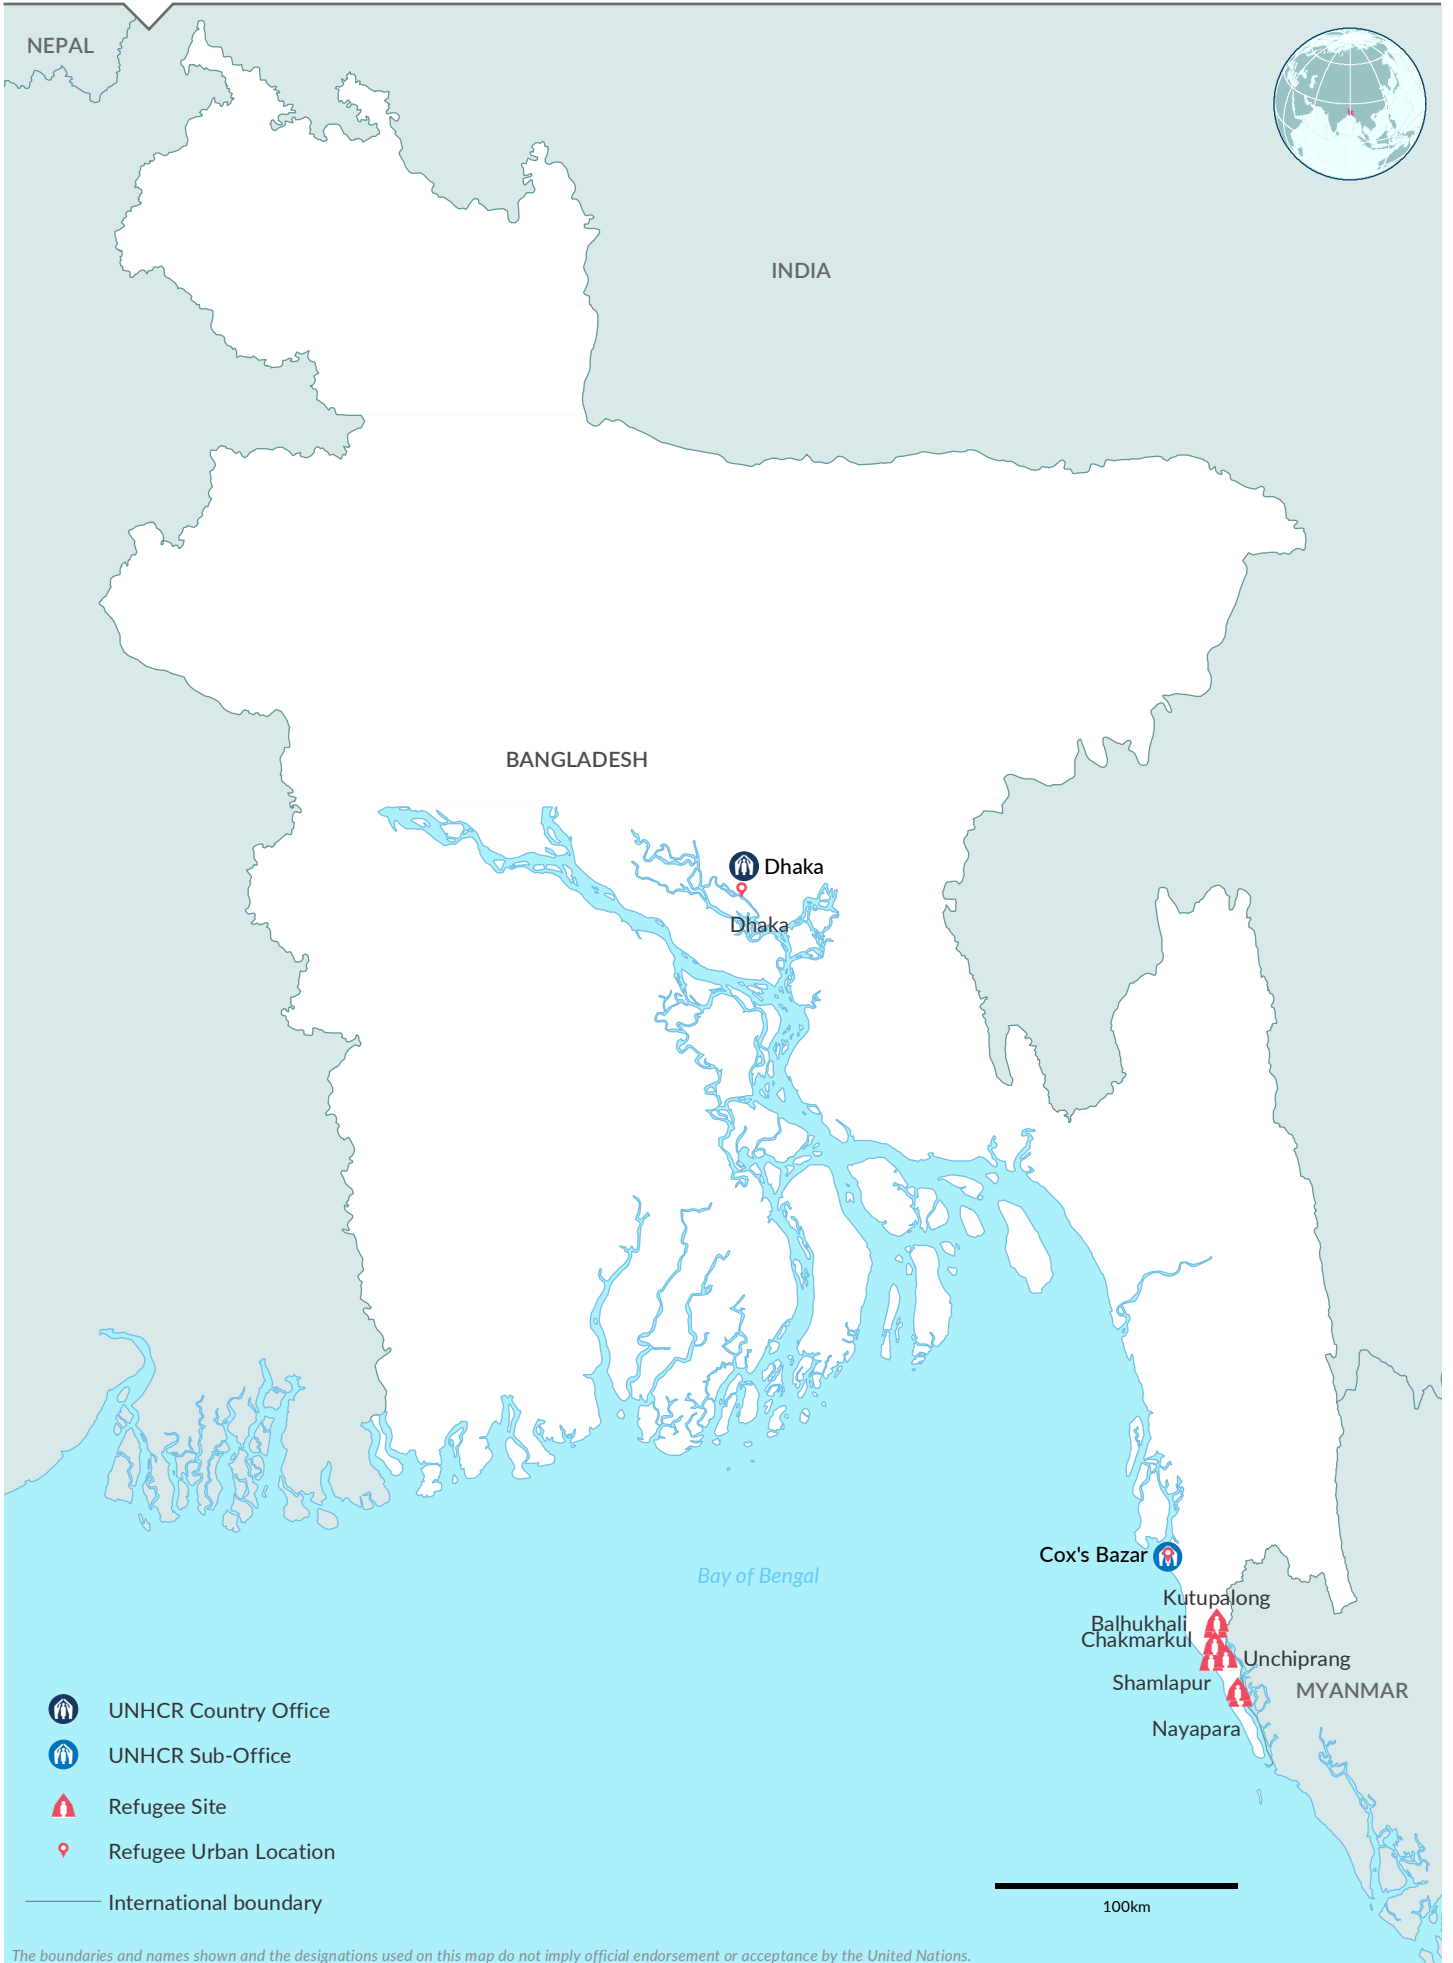 NEPAL
INDIA
BANGLADESH
Dhaka
Dhaka
Bay of Bengal
Cox's Bazar
Kutupalong
Balhukhali
Chakmarkul
Unchiprang
Shamlapur
MYANMAR
Nayapara
UNHCR Country Office
UNHCR Sub-Office
Refugee Site
Refugee Urban Location
International boundary
100km
The boundaries and names shown and the designations used on this map do not imply official endorsement or acceptance by the United Nations.